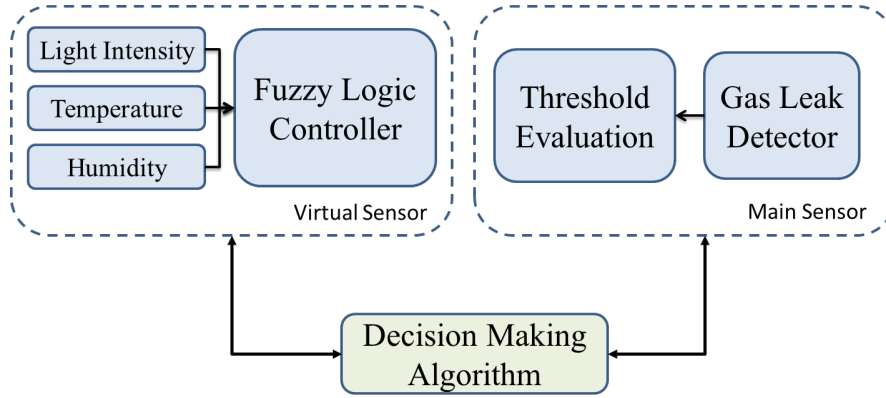 Light Intensity
Temperature
Humidity
Fuzzy Logic
Controller
Virtual Sensor
Threshold
Evaluation
Gas Leak
Detector
Main Sensor
Decision Making
Algorithm